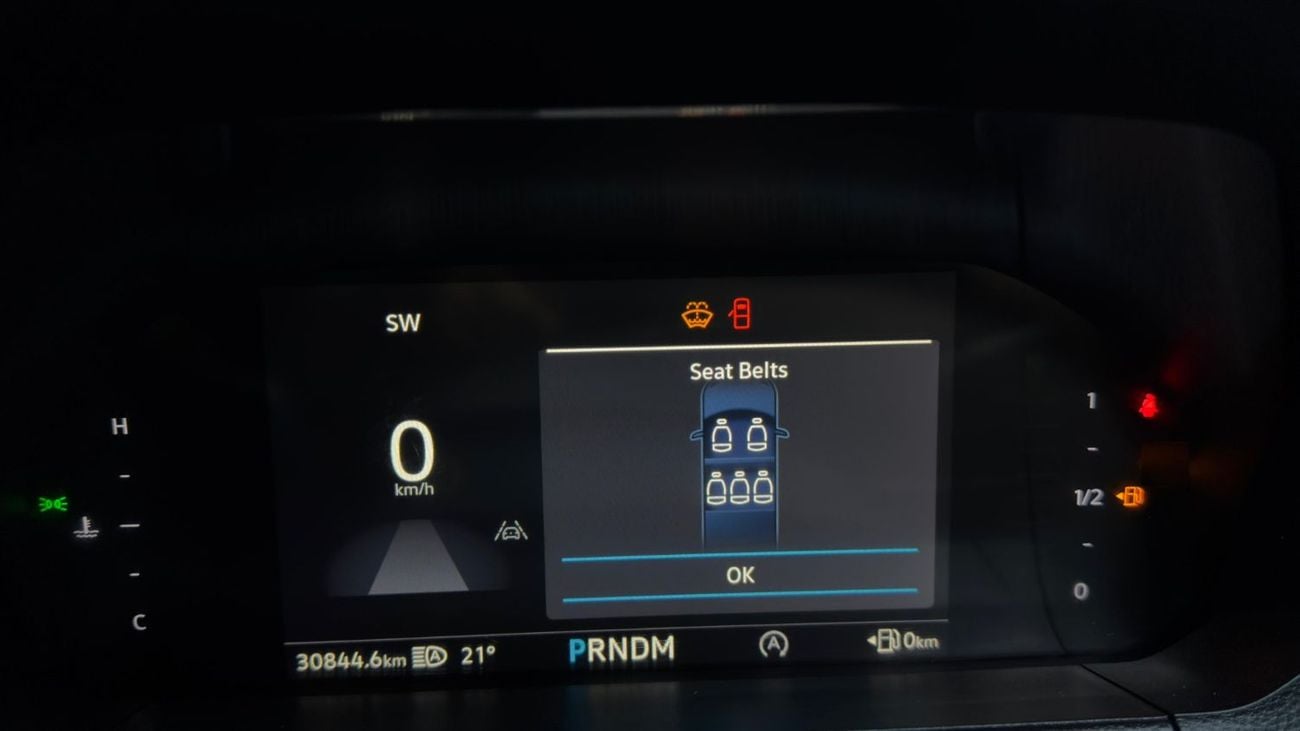 SW
Seat Belts
H
1
0
km/h
1/2
OK
0
C
30844.6km A 21° PRNDM A 0km